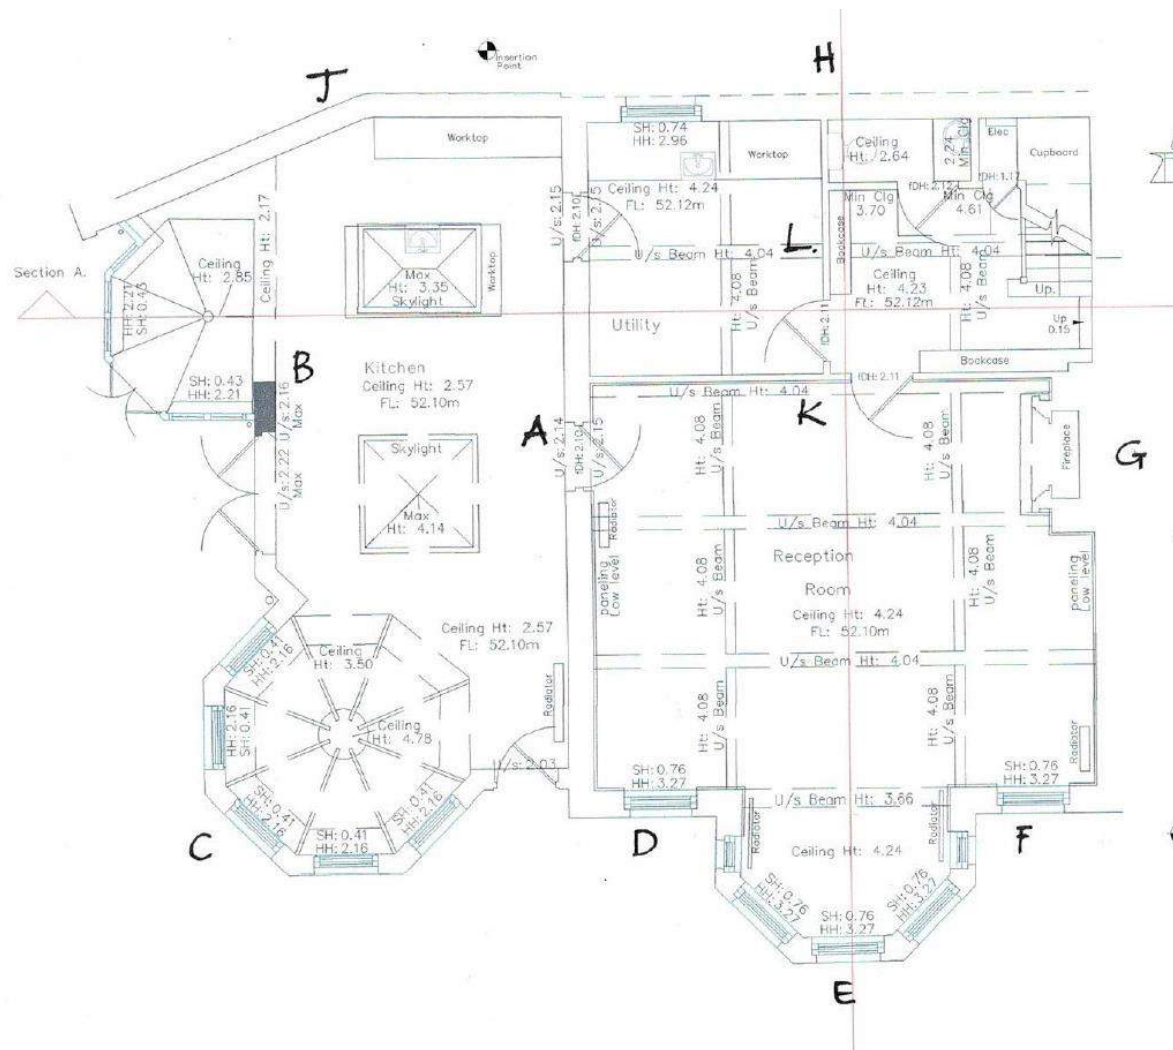 J
H
Insertion
Point
Worktop
SH: 0.74
HH: 2.96
Worktop
Ceiling
Ht: 2.64
2.24
Min Clg
Elec
Cupboard
fDH: 1.17
fDH: 2.12
Ceiling Ht: 4.24
FL: 52.12m
Min Clg
3.70
Min Clg
4.61
U/s: 2.15
fDH: 2.10
U/s: 2.15
Ceiling Ht: 2.17
L.
Bookcase
U/s Beam Ht: 4.04
U/s Beam Ht: 4.04
Section A.
Ceiling
Ht: 2.85
Max
Ht: 3.35
Skylight
Worktop
Ceiling
Ht: 4.23
FL: 52.12m
Ht: 4.08
U/s Beam
Ht: 4.08
U/s Beam
Up.
HH: 2.21
SH: 0.43
Utility
fDH: 2.11
Up
0.15
B
Kitchen
Ceiling Ht: 2.57
FL: 52.10m
SH: 0.43
HH: 2.21
U/s: 2.16
Max
Bookcase
fDH: 2.11
U/s Beam Ht: 4.04
K
A
U/s: 2.14
fDH: 2.10
U/s: 2.15
Ht: 4.08
U/s Beam
Ht: 4.08
U/s Beam
Fireplace
G
Skylight
U/s: 2.22
Max
Max
Ht: 4.14
Radiator
U/s Beam Ht: 4.04
Reception
Room
paneling
Low level
Ht: 4.08
U/s Beam
Ht: 4.08
U/s Beam
paneling
Low level
Ceiling Ht: 4.24
FL: 52.10m
Ceiling Ht: 2.57
FL: 52.10m
SH: 0.41
HH: 2.16
Ceiling
Ht: 3.50
U/s Beam Ht: 4.04
Radiator
Ht: 4.08
U/s Beam
Ht: 4.08
U/s Beam
Radiator
HH: 2.16
SH: 0.41
Ceiling
Ht: 4.78
U/s: 2.03
SH: 0.76
HH: 3.27
SH: 0.76
HH: 3.27
U/s Beam Ht: 3.66
SH: 0.41
HH: 2.16
SH: 0.41
HH: 2.16
SH: 0.41
HH: 2.16
C
D
Radiator
Ceiling Ht: 4.24
Radiator
F
SH: 0.76
HH: 3.27
SH: 0.76
HH: 3.27
SH: 0.76
HH: 3.27
E